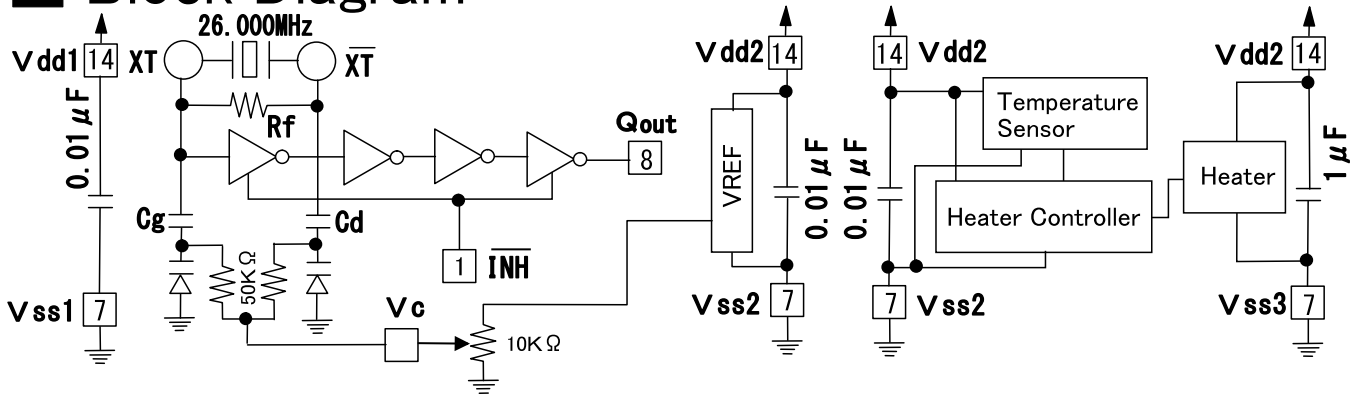 ■ Block Diagram
26.000MHz
Vdd1 14 XT X̅T̅
0.01μF
Rf
Qout
8
Cg
Cd
1 I̅N̅H̅
50KΩ
Vss1 7
Vc
10KΩ
Vdd2 14
VREF
0.01μF
Vss2 7
14 Vdd2
0.01μF
Temperature
Sensor
Heater Controller
7 Vss2
Vdd2 14
Heater
1μF
Vss3 7